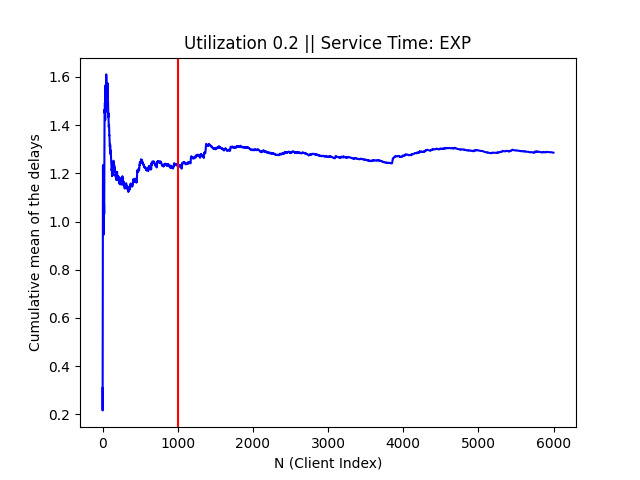 Utilization 0.2 || Service Time: EXP
1.6
1.4
1.2
1.0
0.8
0.6
0.4
0.2
Cumulative mean of the delays
0 1000 2000 3000 4000 5000 6000
N (Client Index)